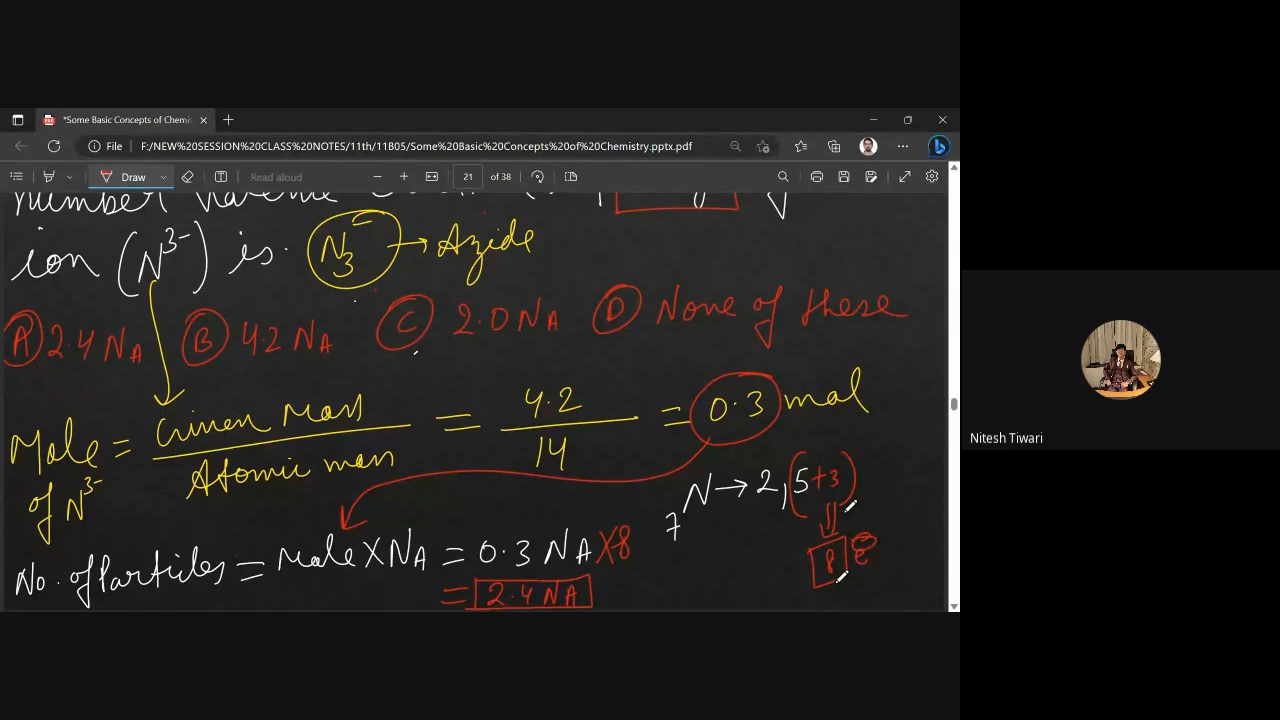 *Some Basic Concepts of Chemi
File F:/NEW%20SESSION%20CLASS%20NOTES/11th/11B05/Some%20Basic%20Concepts%20of%20Chemistry.pptx.pdf
Draw Read aloud 21 of 38
number valence
ion (N³⁻) is. N₃⁻ → Azide
(A) 2.4 NA (B) 4.2 NA (C) 2.0 NA (D) None of these
Mole of N³⁻ = Given Mass / Atomic mass = 4.2 / 14 = 0.3 mol
₇N → 2, (5+3)
8 e⁻
No. of Particles = Mole X NA = 0.3 NA X8
= 2.4 NA
Nitesh Tiwari